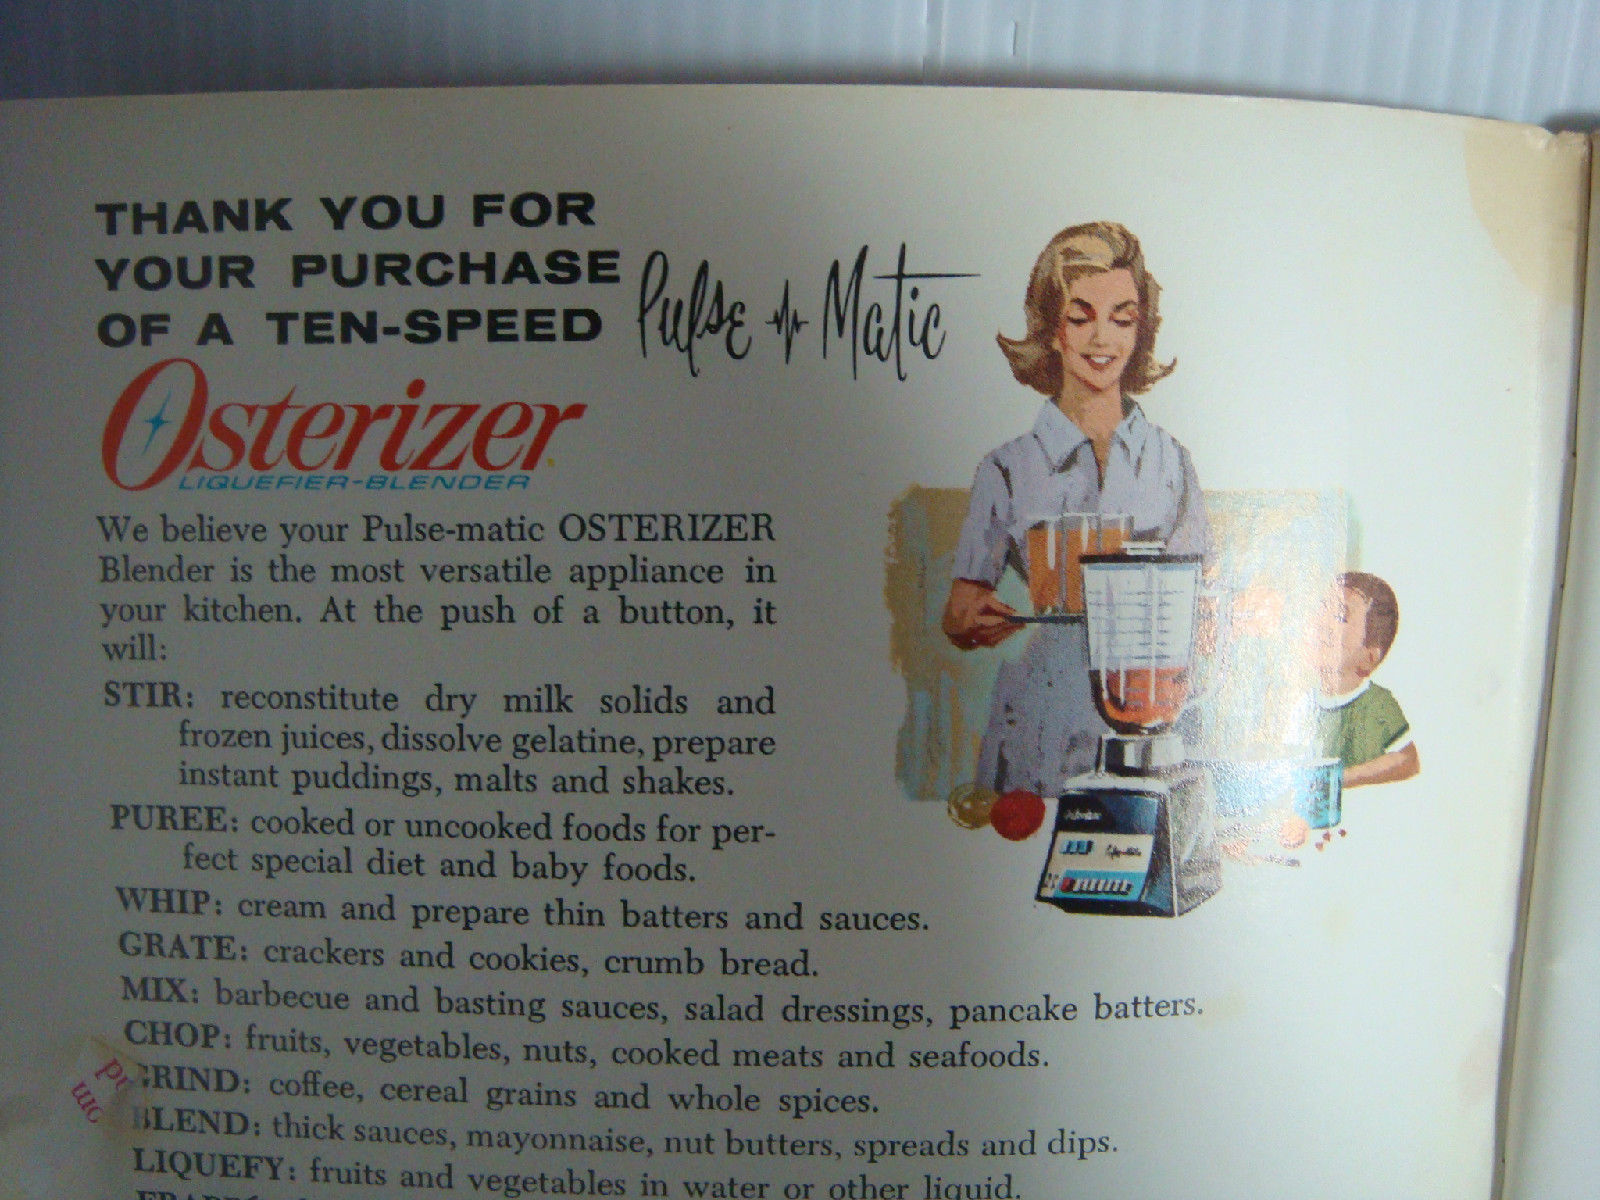 THANK YOU FOR
YOUR PURCHASE
OF A TEN-SPEED Pulse Matic
Osterizer
LIQUEFIER-BLENDER
We believe your Pulse-matic OSTERIZER
Blender is the most versatile appliance in
your kitchen. At the push of a button, it
will:
STIR: reconstitute dry milk solids and
frozen juices, dissolve gelatine, prepare
instant puddings, malts and shakes.
PUREE: cooked or uncooked foods for per-
fect special diet and baby foods.
WHIP: cream and prepare thin batters and sauces.
GRATE: crackers and cookies, crumb bread.
MIX: barbecue and basting sauces, salad dressings, pancake batters.
CHOP: fruits, vegetables, nuts, cooked meats and seafoods.
GRIND: coffee, cereal grains and whole spices.
BLEND: thick sauces, mayonnaise, nut butters, spreads and dips.
LIQUEFY: fruits and vegetables in water or other liquid.